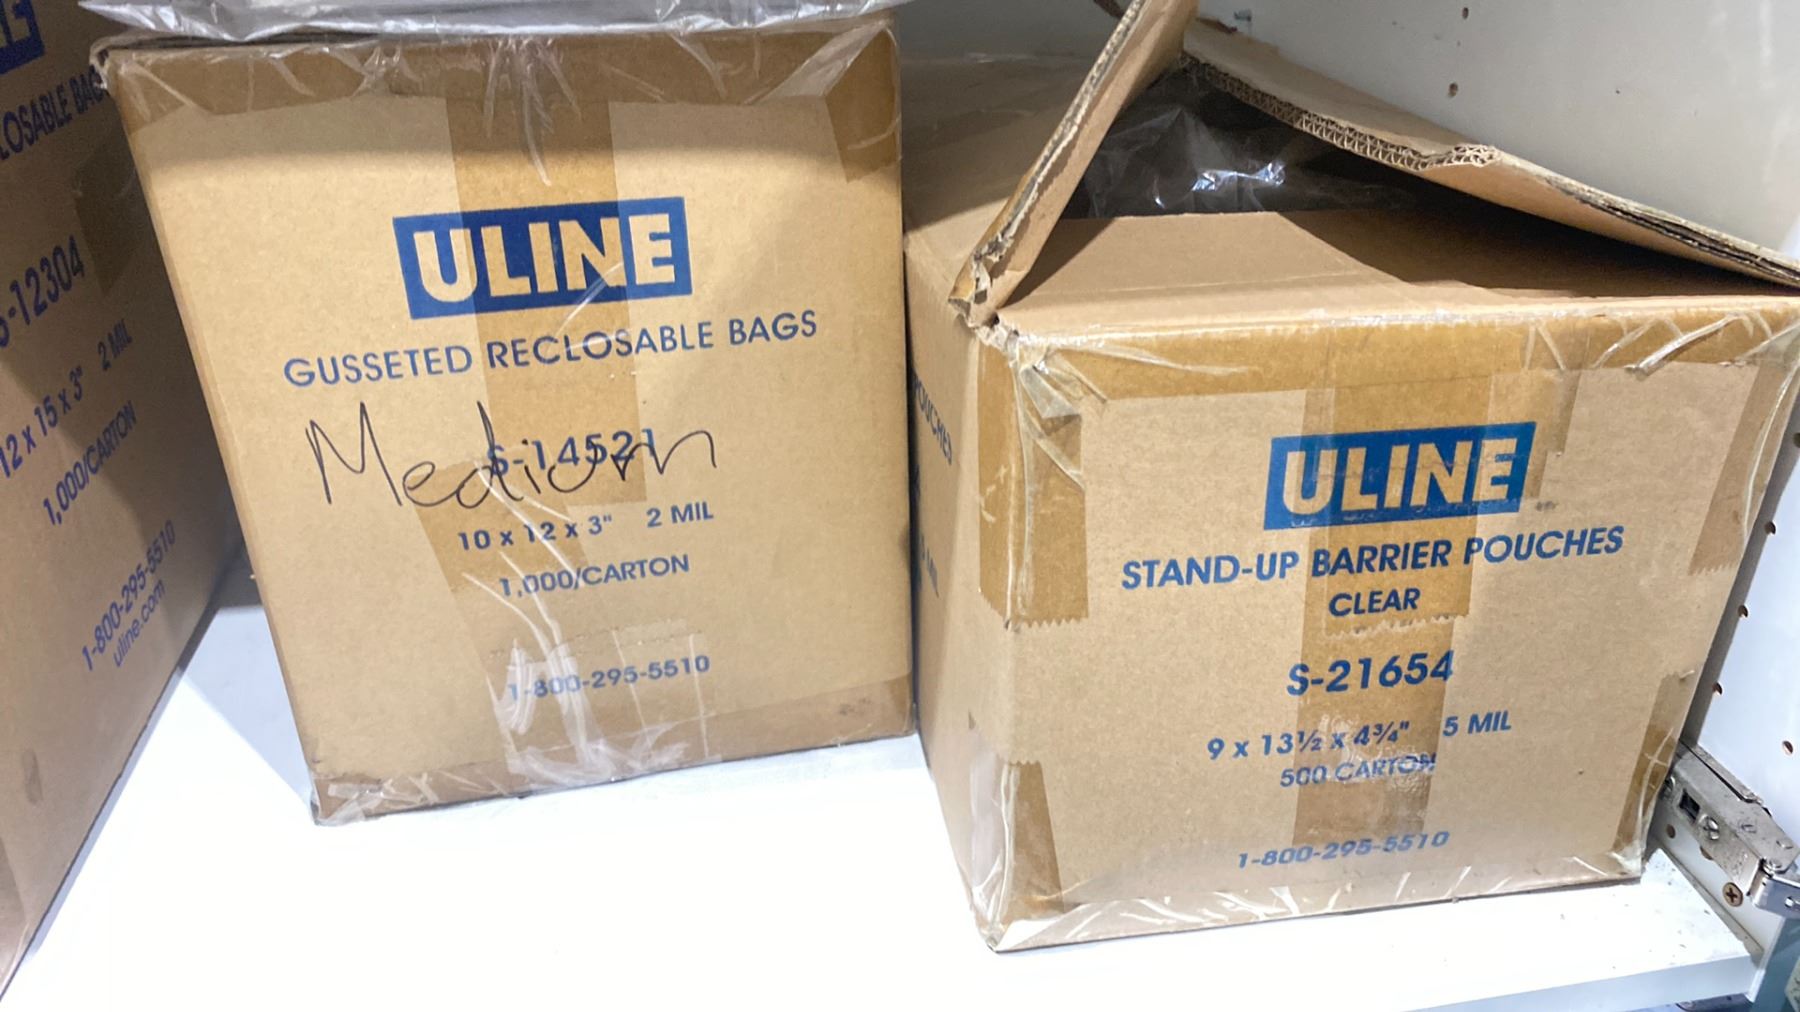 LOSABLE BAG
S-12304
12 x 15 x 3" 2 MIL
1,000/CARTON
1-800-295-5510
uline.com
ULINE
GUSSETED RECLOSABLE BAGS
Medium
S-14521
10 x 12 x 3" 2 MIL
1,000/CARTON
1-800-295-5510
POUCHES
ULINE
STAND-UP BARRIER POUCHES
CLEAR
S-21654
9 x 13½ x 4¾" 5 MIL
500 CARTON
1-800-295-5510